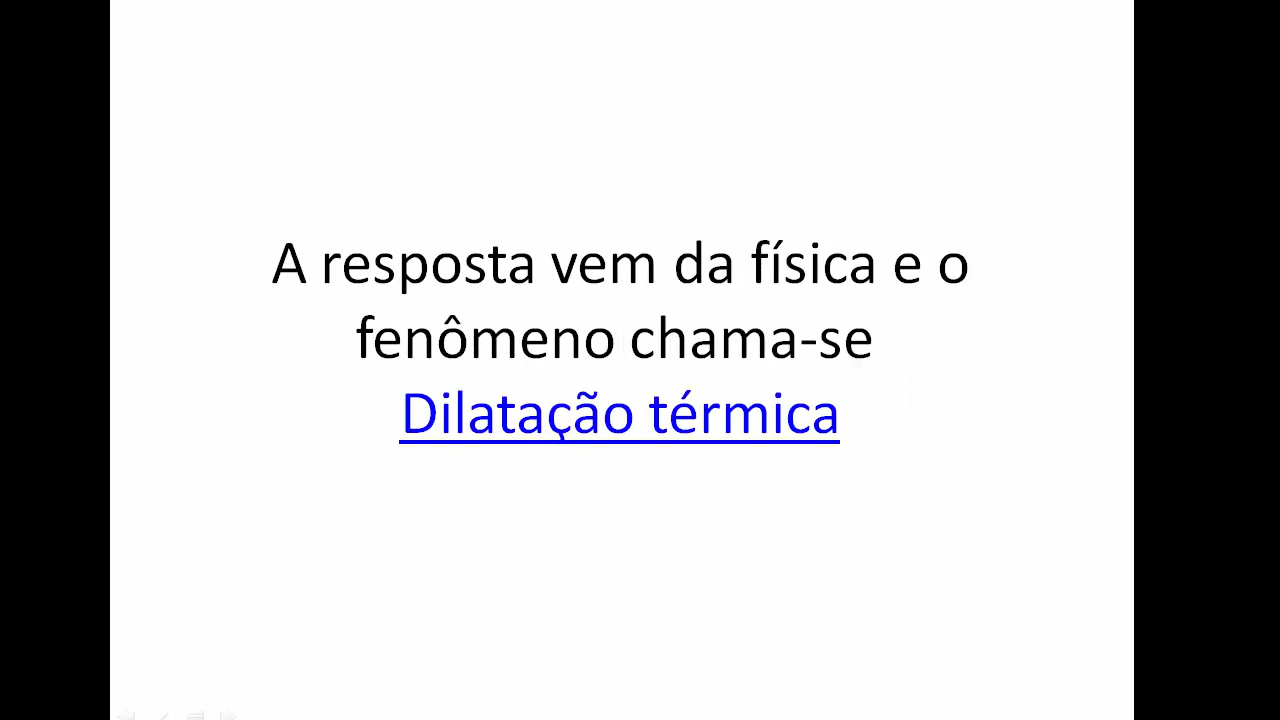 A resposta vem da física e o
fenômeno chama-se
Dilatação térmica